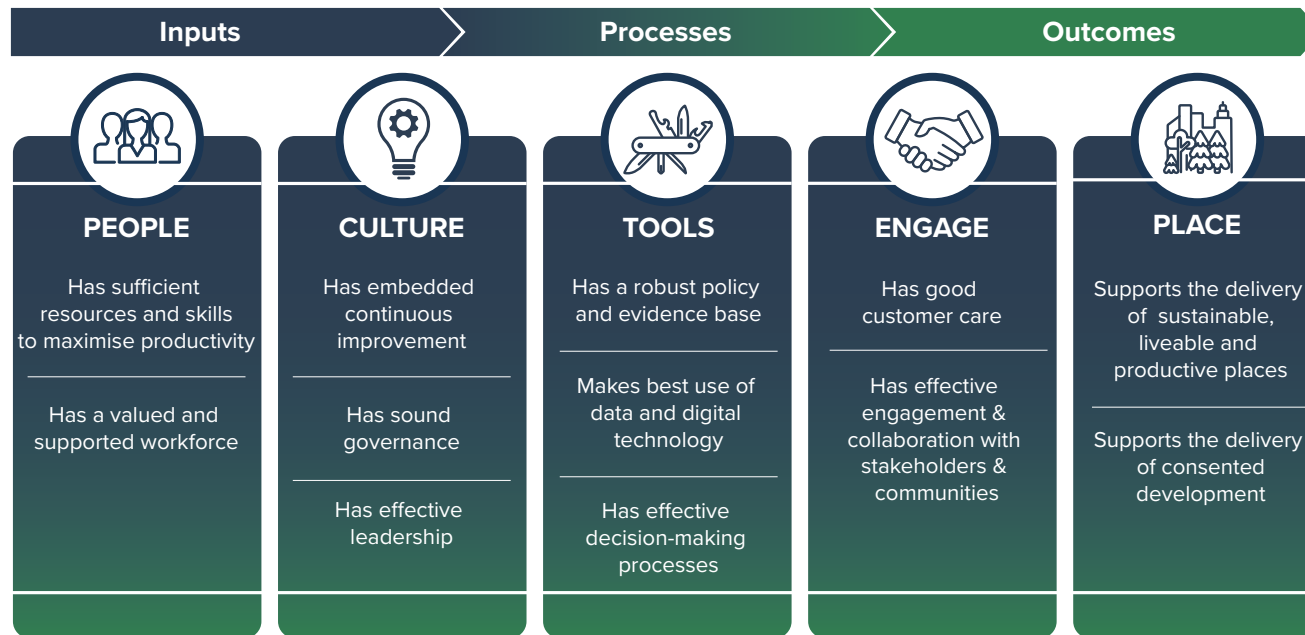 Inputs
Processes
Outcomes
PEOPLE
Has sufficient
resources and skills
to maximise productivity
Has a valued and
supported workforce
CULTURE
Has embedded
continuous
improvement
Has sound
governance
Has effective
leadership
TOOLS
Has a robust policy
and evidence base
Makes best use of
data and digital
technology
Has effective
decision-making
processes
ENGAGE
Has good
customer care
Has effective
engagement &
collaboration with
stakeholders &
communities
PLACE
Supports the delivery
of sustainable,
liveable and
productive places
Supports the delivery
of consented
development